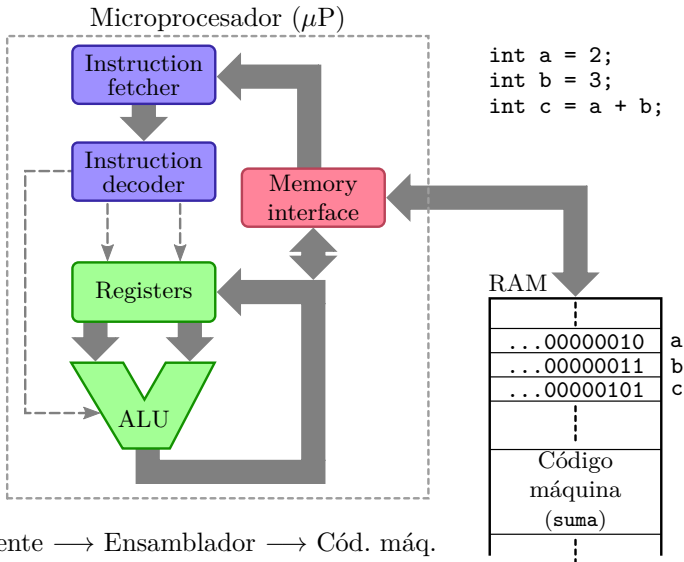 Microprocesador (μP)
Instruction
fetcher
int a = 2;
int b = 3;
int c = a + b;
Instruction
decoder
Memory
interface
Registers
RAM
...00000010 a
...00000011 b
...00000101 c
ALU
Código
máquina
(suma)
⟶ Ensamblador ⟶ Cód. máq.